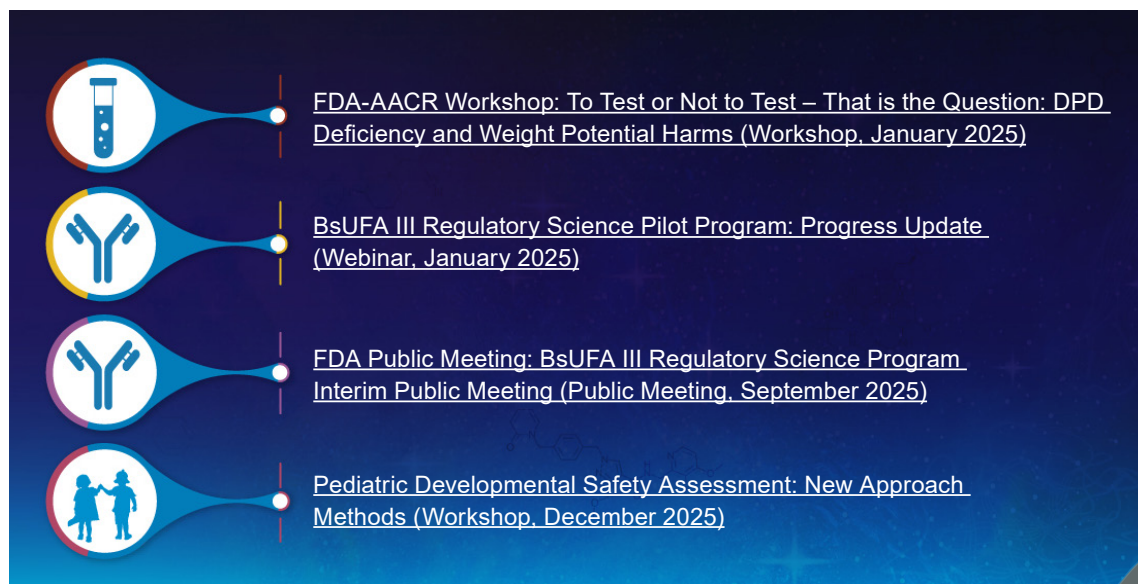 FDA-AACR Workshop: To Test or Not to Test – That is the Question: DPD
Deficiency and Weight Potential Harms (Workshop, January 2025)
BsUFA III Regulatory Science Pilot Program: Progress Update
(Webinar, January 2025)
FDA Public Meeting: BsUFA III Regulatory Science Program
Interim Public Meeting (Public Meeting, September 2025)
Pediatric Developmental Safety Assessment: New Approach
Methods (Workshop, December 2025)